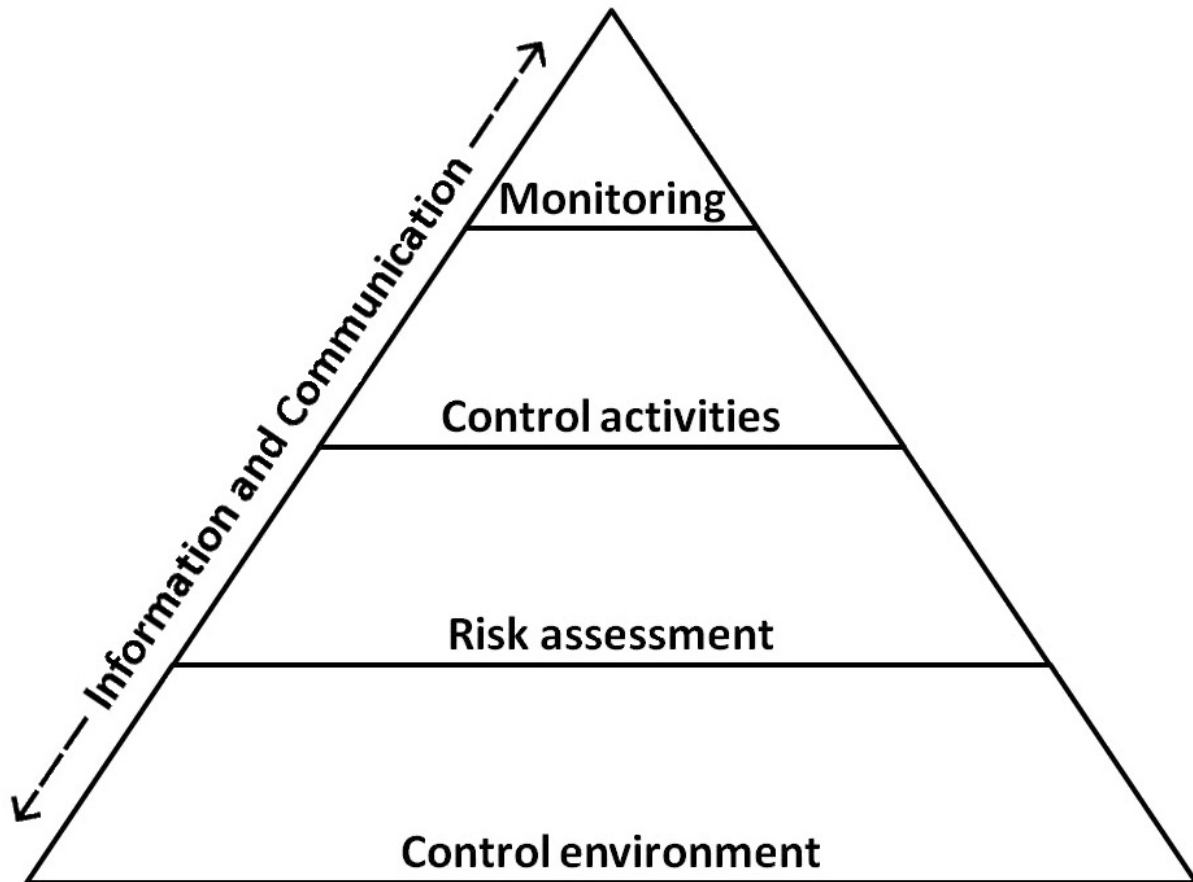 Information and Communication
Monitoring
Control activities
Risk assessment
Control environment